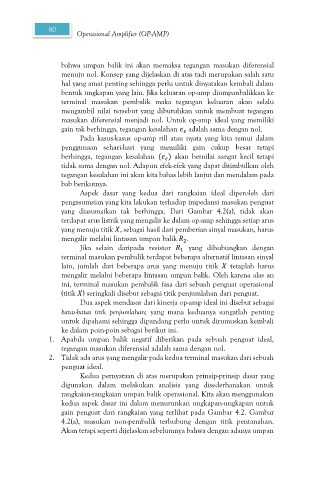 80 Operasional Amplifier (OP-AMP)
bahwa umpan balik ini akan memaksa tegangan masukan diferensial
menuju nol. Konsep yang dijelaskan di atas tadi merupakan salah satu
hal yang amat penting sehingga perlu untuk dinyatakan kembali dalam
bentuk ungkapan yang lain. Jika keluaran op-amp diumpanbalikkan ke
terminal masukan pembalik maka tegangan keluaran akan selalu
mengambil nilai tersebut yang dibutuhkan untuk membuat tegangan
masukan diferensial menjadi nol. Untuk op-amp ideal yang memiliki
gain tak berhingga, tegangan kesalahan (eₑ) adalah sama dengan nol.
Pada kasus-kasus op-amp riil atau nyata yang kita temui dalam
penggunaan sehari-hari yang memiliki gain cukup besar tetapi
berhingga, tegangan kesalahan (eₑ) akan bernilai sangat kecil tetapi
tidak sama dengan nol. Adapun efek-efek yang dapat ditimbulkan oleh
tegangan kesalahan ini akan kita bahas lebih lanjut dan mendalam pada
bab berikutnya.
Aspek dasar yang kedua dari rangkaian ideal diperoleh dari
pengasumsian yang kita lakukan terhadap impedansi masukan penguat
yang diasumsikan tak berhingga. Dari Gambar 4.2(a), tidak akan
terdapat arus listrik yang mengalir ke dalam op-amp sehingga setiap arus
yang menuju titik X, sebagai hasil dari pemberian sinyal masukan, harus
mengalir melalui lintasan umpan balik R₂.
Jika selain daripada resistor R₁ yang dihubungkan dengan
terminal masukan pembalik terdapat beberapa alternatif lintasan sinyal
lain, jumlah dari beberapa arus yang menuju titik X tetaplah harus
mengalir melalui beberapa lintasan umpan balik. Oleh karena alas an
ini, terminal masukan pembalik fasa dari sebuah penguat operasional
(titik X) seringkali disebut sebagai titik penjumlahan dari penguat.
Dua aspek mendasar dari kinerja op-amp ideal ini disebut sebagai
batas-batas titik penjumlahan; yang mana keduanya sangatlah penting
untuk dipahami sehingga dipandang perlu untuk dirumuskan kembali
ke dalam poin-poin sebagai berikut ini.
1. Apabila umpan balik negatif diberikan pada sebuah penguat ideal,
tegangan masukan diferensial adalah sama dengan nol.
2. Tidak ada arus yang mengalir pada kedua terminal masukan dari sebuah
penguat ideal.
Kedua pernyataan di atas merupakan prinsip-prinsip dasar yang
digunakan dalam melakukan analisis yang disederhanakan untuk
rangkaian-rangkaian umpan balik operasional. Kita akan menggunakan
kedua aspek dasar ini dalam menurunkan ungkapan-ungkapan untuk
gain penguat dari rangkaian yang terlihat pada Gambar 4.2. Gambar
4.2(a), masukan non-pembalik terhubung dengan titik pentanahan.
Akan tetapi seperti dijelaskan sebelumnya bahwa dengan adanya umpan